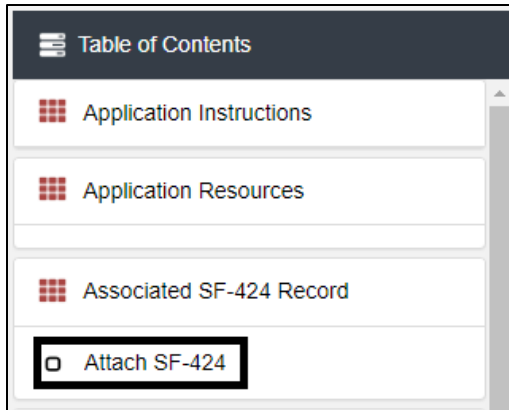 Table of Contents
Application Instructions
Application Resources
Associated SF-424 Record
Attach SF-424